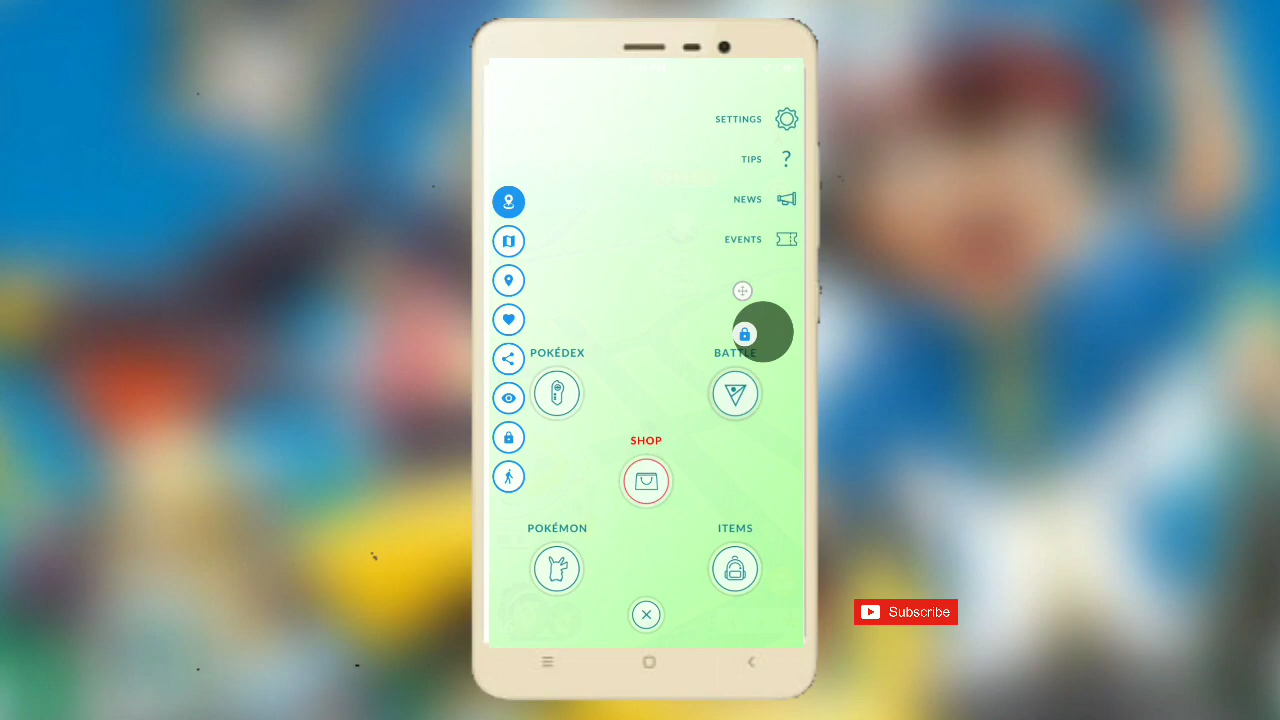 SETTINGS
TIPS
NEWS
EVENTS
POKÉDEX
BATTLE
SHOP
POKÉMON
ITEMS
Subscribe